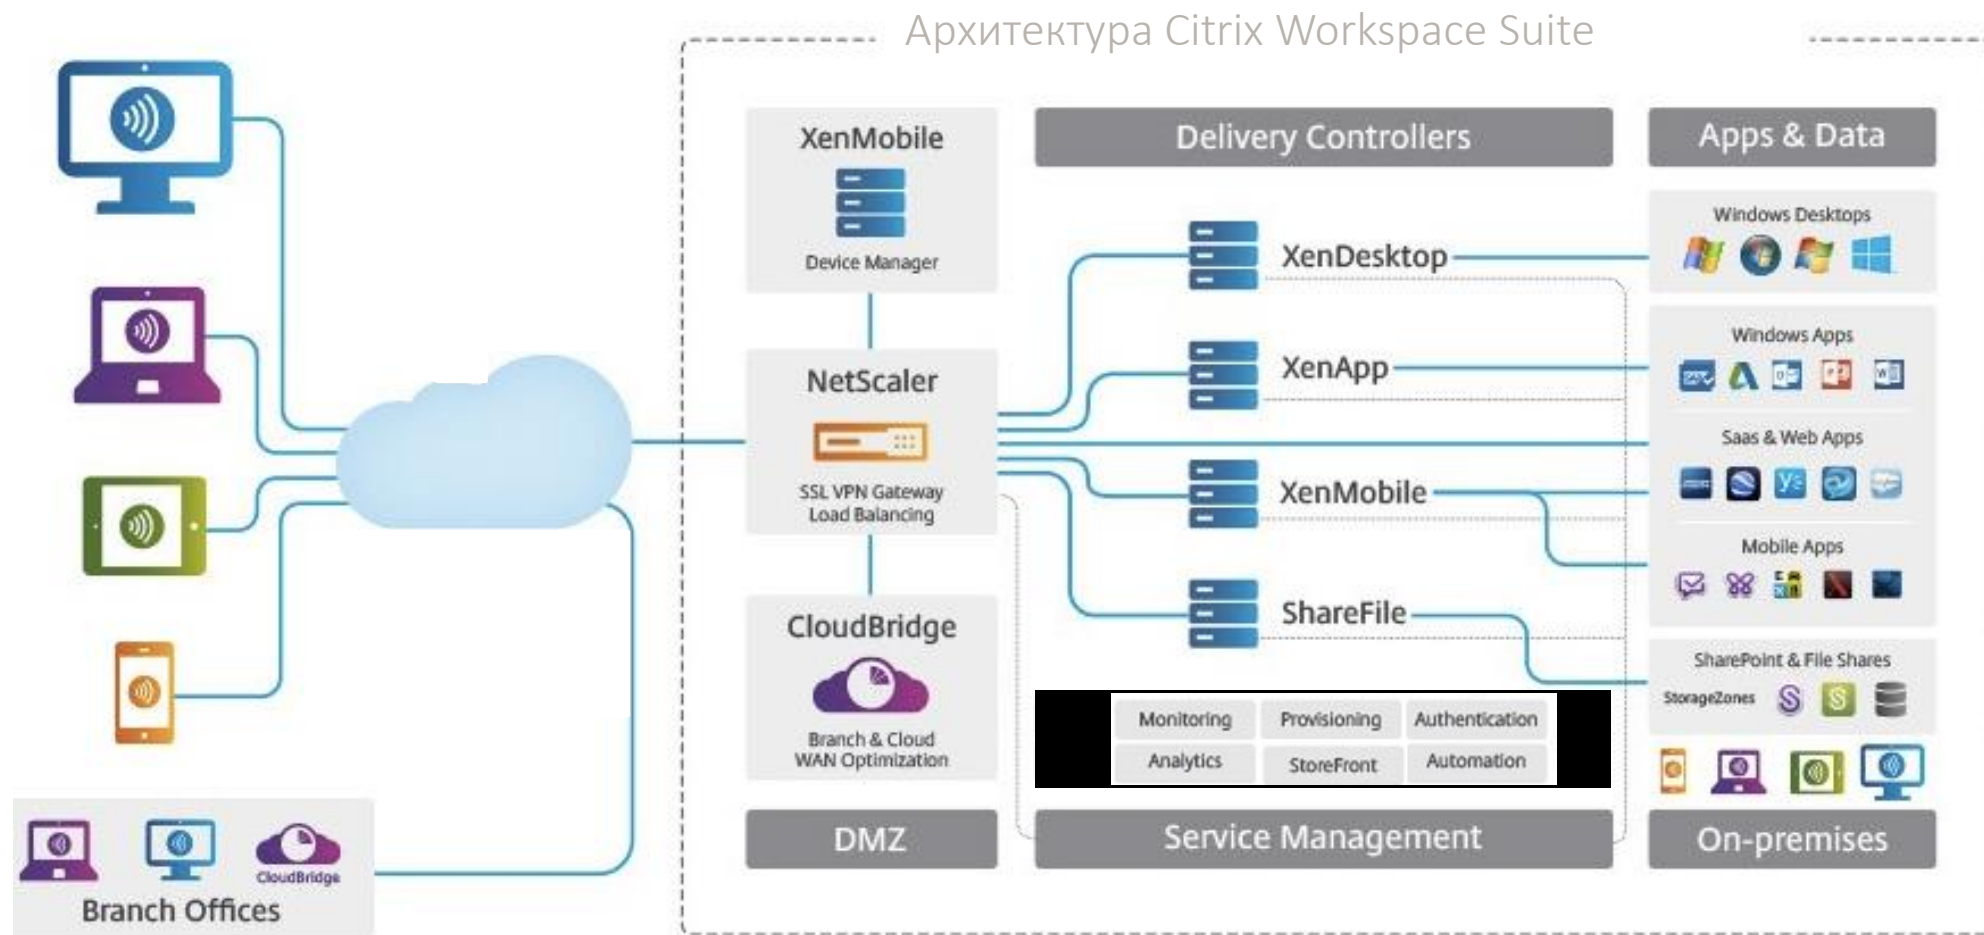 Архитектура Citrix Workspace Suite
XenMobile
Device Manager
NetScaler
SSL VPN Gateway
Load Balancing
CloudBridge
Branch & Cloud
WAN Optimization
DMZ
Delivery Controllers
XenDesktop
XenApp
XenMobile
ShareFile
Monitoring
Provisioning
Authentication
Analytics
StoreFront
Automation
Service Management
Apps & Data
Windows Desktops
Windows Apps
Saas & Web Apps
Mobile Apps
SharePoint & File Shares
StorageZones
On-premises
CloudBridge
Branch Offices